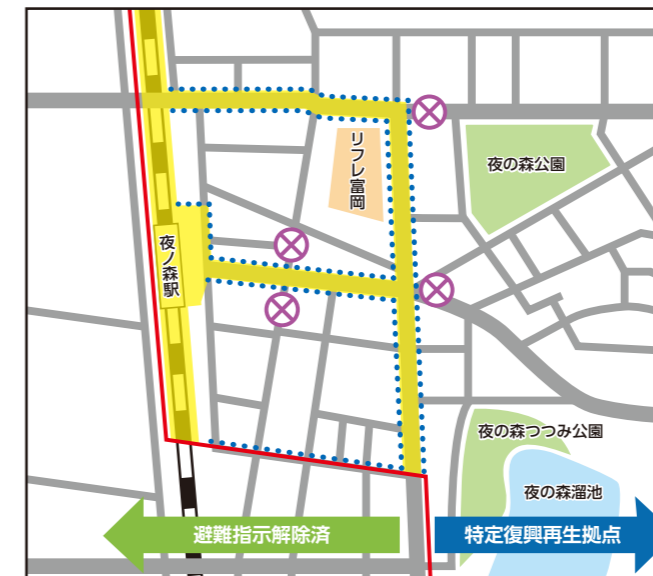 リフレ富岡
夜の森公園
夜ノ森駅
夜の森つつみ公園
夜の森溜池
避難指示解除済
特定復興再生拠点